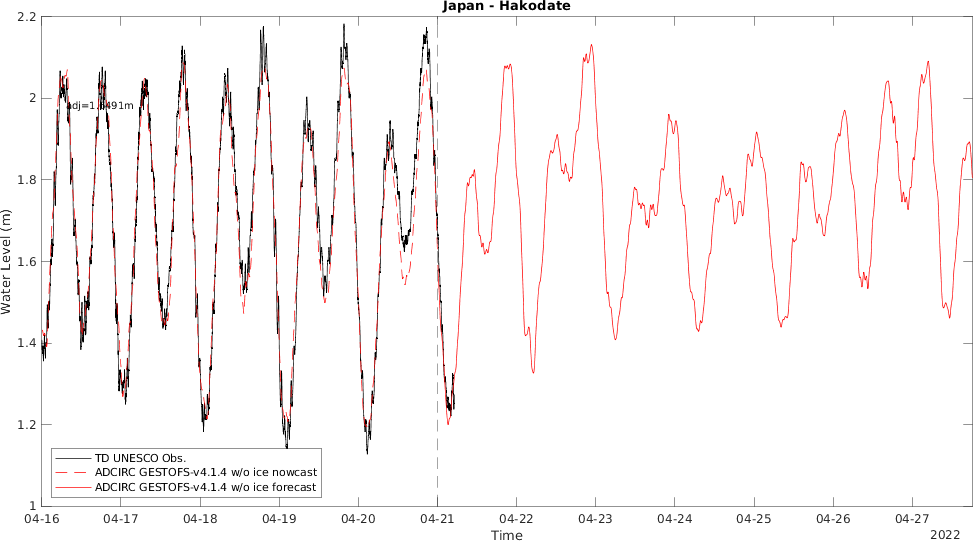 Japan - Hakodate
Water Level (m)
2.2
2
1.8
1.6
1.4
1.2
1
TD UNESCO Obs.
ADCIRC GESTOFS-v4.1.4 w/o ice nowcast
ADCIRC GESTOFS-v4.1.4 w/o ice forecast
04-16 04-17 04-18 04-19 04-20 04-21 04-22 04-23 04-24 04-25 04-26 04-27
Time
2022